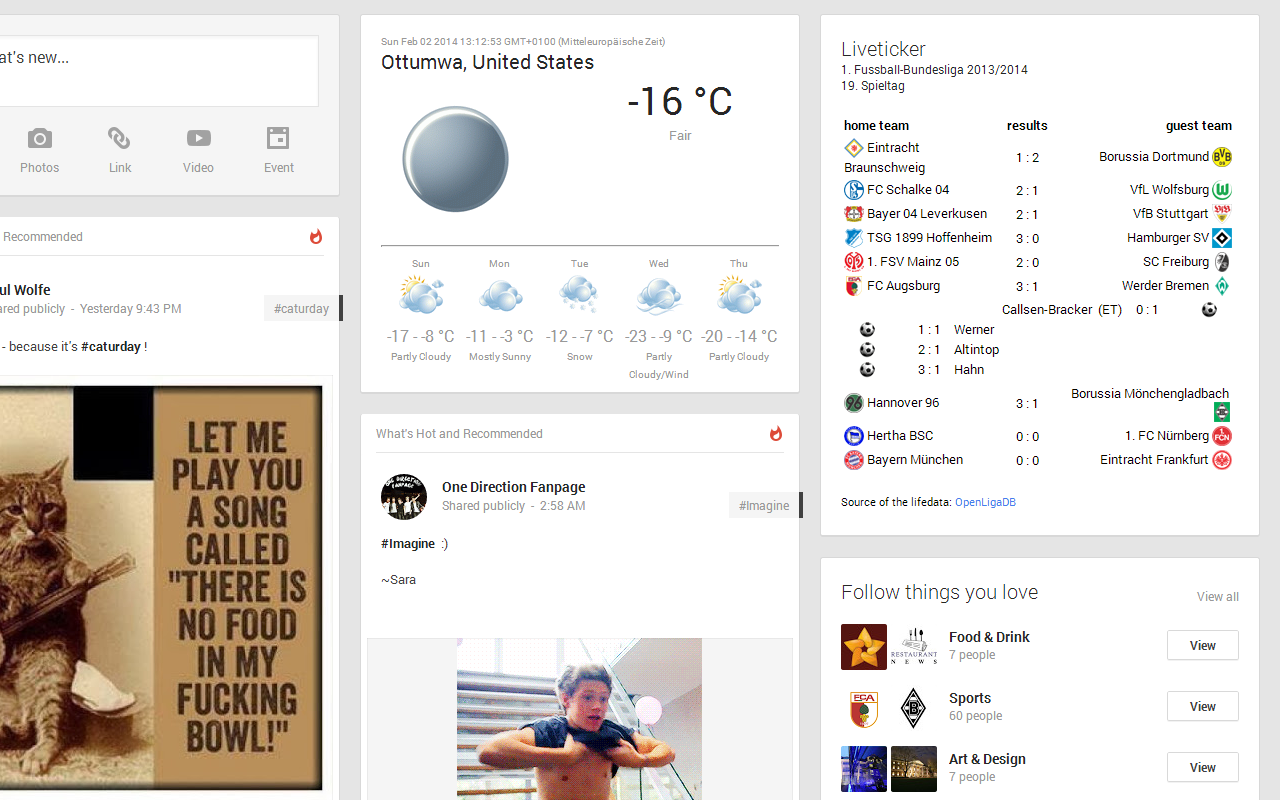 at's new...
Photos
Link
Video
Event
Recommended
ul Wolfe
ared publicly - Yesterday 9:43 PM
#caturday
- because it's #caturday !
LET ME
PLAY YOU
A SONG
CALLED
"THERE IS
NO FOOD
IN MY
FUCKING
BOWL!"
Sun Feb 02 2014 13:12:53 GMT+0100 (Mitteleuropäische Zeit)
Ottumwa, United States
-16 °C
Fair
Sun Mon Tue Wed Thu
-17 - -8 °C -11 - -3 °C -12 - -7 °C -23 - -9 °C -20 - -14 °C
Partly Cloudy Mostly Sunny Snow Partly Cloudy/Wind Partly Cloudy
What's Hot and Recommended
ONE DIRECTION
FANPAGE
One Direction Fanpage
Shared publicly - 2:58 AM
#Imagine
#Imagine :)
~Sara
Liveticker
1. Fussball-Bundesliga 2013/2014
19. Spieltag
home team results guest team
Eintracht Braunschweig 1 : 2 Borussia Dortmund
FC Schalke 04 2 : 1 VfL Wolfsburg
Bayer 04 Leverkusen 2 : 1 VfB Stuttgart
TSG 1899 Hoffenheim 3 : 0 Hamburger SV
1. FSV Mainz 05 2 : 0 SC Freiburg
FC Augsburg 3 : 1 Werder Bremen
Callsen-Bracker (ET) 0 : 1
1 : 1 Werner
2 : 1 Altintop
3 : 1 Hahn
Hannover 96 3 : 1 Borussia Mönchengladbach
Hertha BSC 0 : 0 1. FC Nürnberg
Bayern München 0 : 0 Eintracht Frankfurt
Source of the lifedata: OpenLigaDB
Follow things you love
View all
RESTAURANT
NEWS
Food & Drink
7 people
View
FCA
Sports
60 people
View
Art & Design
7 people
View